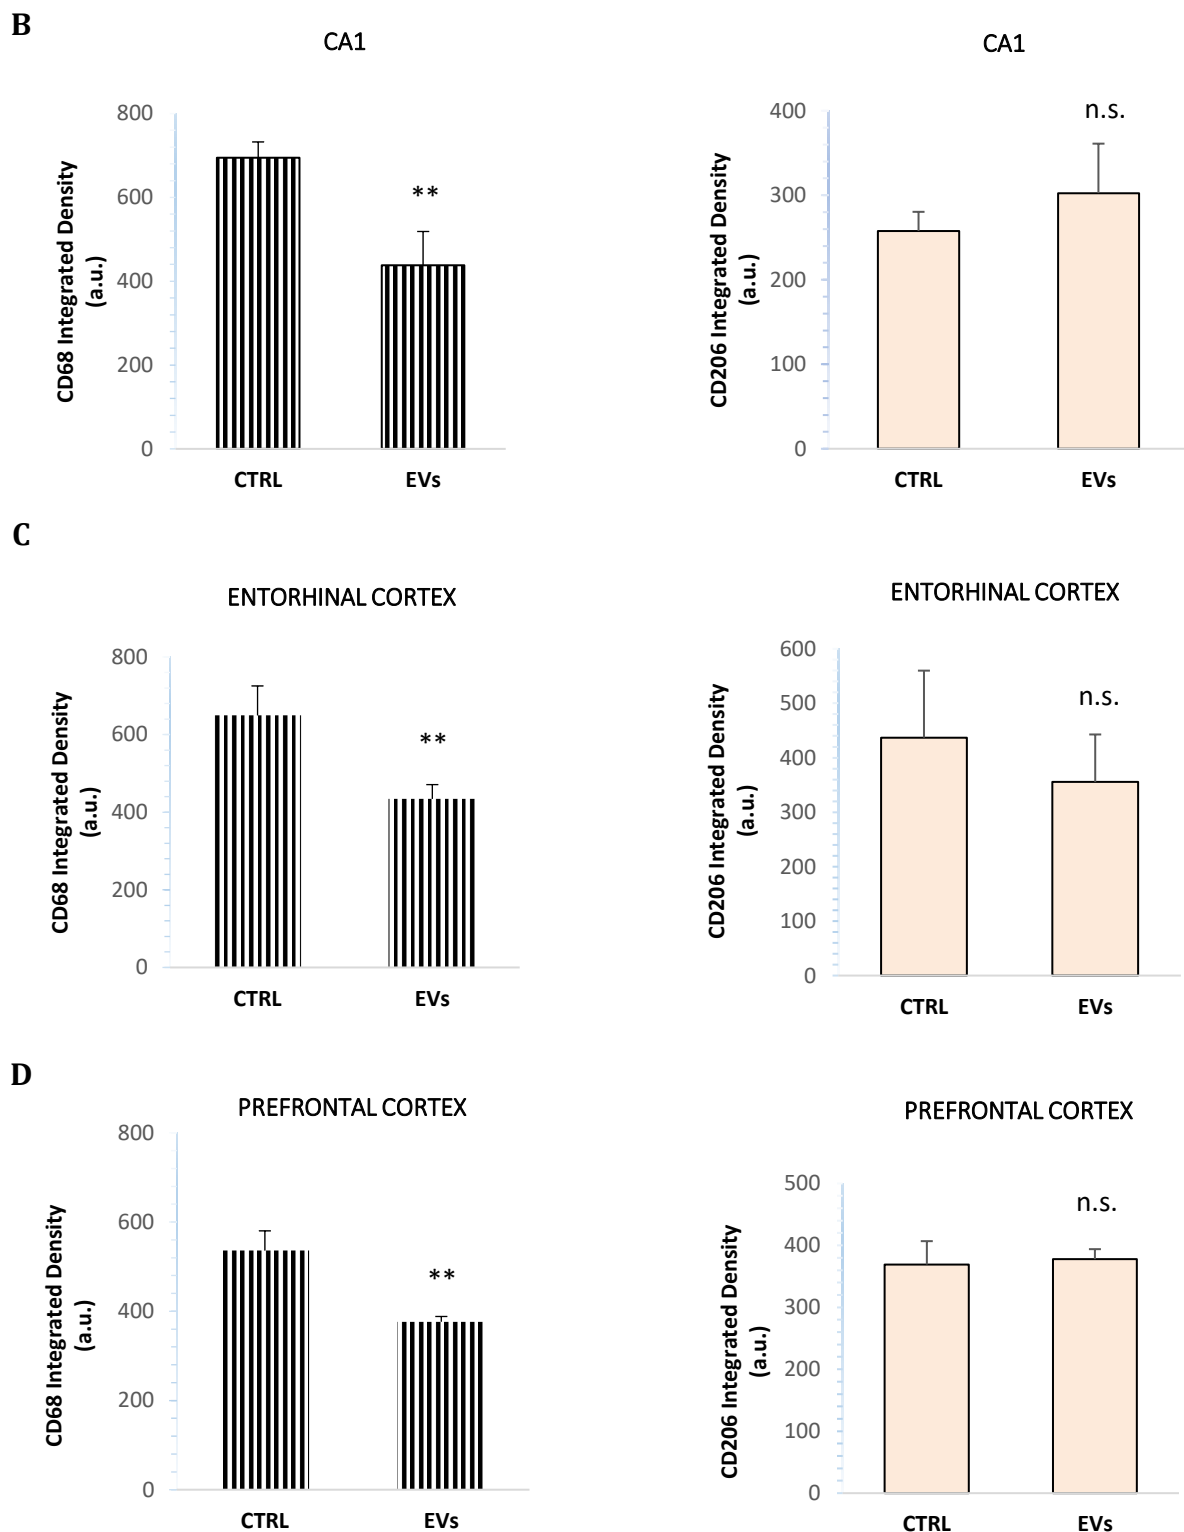 B
CA1
CD68 Integrated Density
(a.u.)
800
600
400
200
0
**
CTRL
EVs
CA1
CD206 Integrated Density
(a.u.)
400
300
200
100
0
n.s.
CTRL
EVs
C
ENTORHINAL CORTEX
CD68 Integrated Density
(a.u.)
800
600
400
200
0
**
CTRL
EVs
ENTORHINAL CORTEX
CD206 Integrated Density
(a.u.)
600
500
400
300
200
100
0
n.s.
CTRL
EVs
D
PREFRONTAL CORTEX
CD68 Integrated Density
(a.u.)
800
600
400
200
0
**
CTRL
EVs
PREFRONTAL CORTEX
CD206 Integrated Density
(a.u.)
500
400
300
200
100
0
n.s.
CTRL
EVs